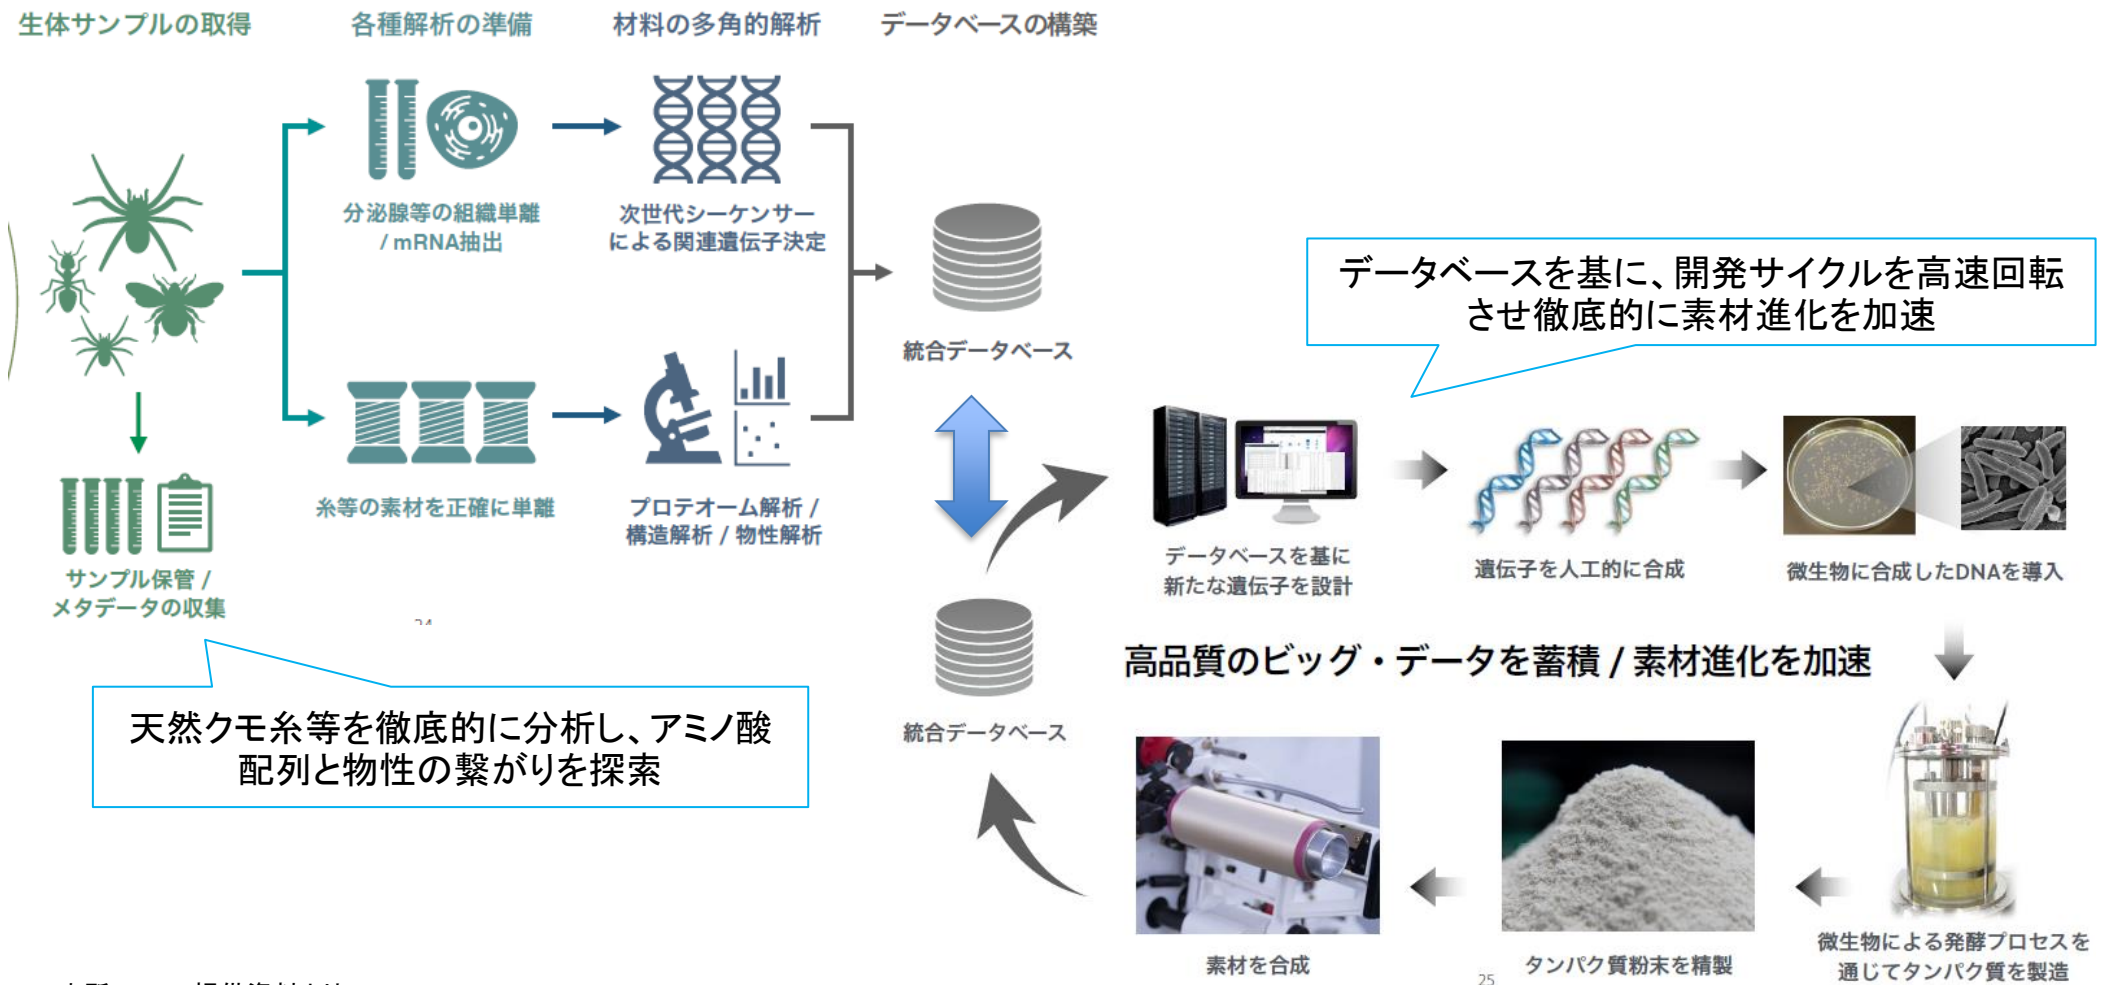 生体サンプルの取得
各種解析の準備
材料の多角的解析
データベースの構築
分泌腺等の組織単離
/ mRNA抽出
次世代シーケンサー
による関連遺伝子決定
統合データベース
糸等の素材を正確に単離
プロテオーム解析 /
構造解析 / 物性解析
サンプル保管 /
メタデータの収集
天然クモ糸等を徹底的に分析し、アミノ酸
配列と物性の繋がりを探索
データベースを基に、開発サイクルを高速回転
させ徹底的に素材進化を加速
データベースを基に
新たな遺伝子を設計
遺伝子を人工的に合成
微生物に合成したDNAを導入
高品質のビッグ・データを蓄積 / 素材進化を加速
統合データベース
素材を合成
タンパク質粉末を精製
微生物による発酵プロセスを
通じてタンパク質を製造
25